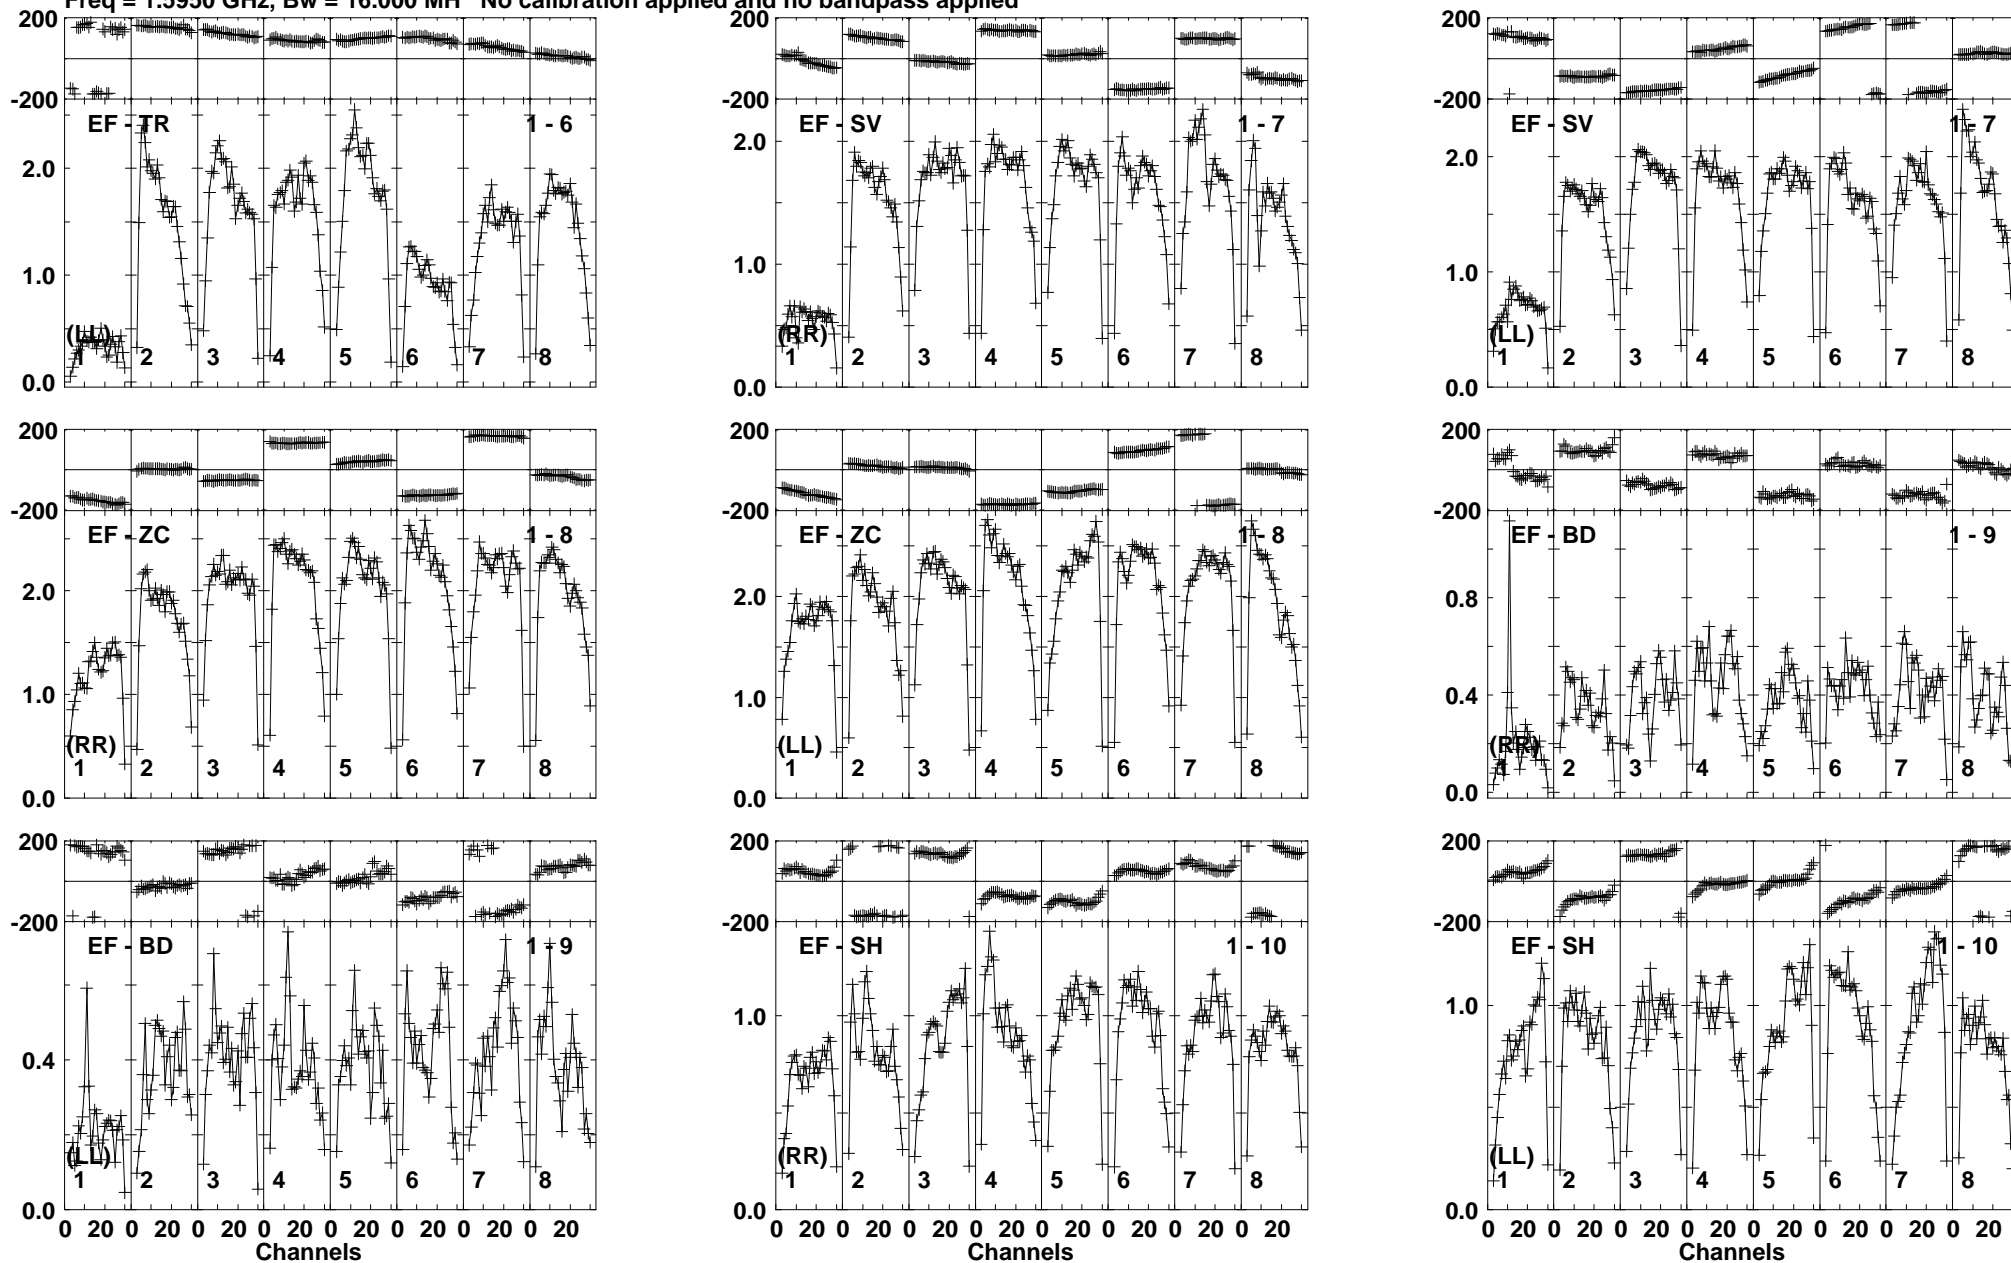 Freq = 1.5950 GHz, Bw = 16.000 MH No calibration applied and no bandpass applied
200 200 200
-200 -200 -200
EF - TR 1 - 6 EF - SV 1 - 7 EF - SV 1 - 7
2.0 2.0 2.0
1.0 1.0 1.0
(LL) (RR) (LL)
1 2 3 4 5 6 7 8 1 2 3 4 5 6 7 8 1 2 3 4 5 6 7 8
0.0 0.0 0.0
200 200 200
-200 -200 -200
EF - ZC 1 - 8 EF - ZC 1 - 8 EF - BD 1 - 9
2.0 2.0 0.8
1.0 1.0 0.4
(RR) (LL) (RR)
1 2 3 4 5 6 7 8 1 2 3 4 5 6 7 8 1 2 3 4 5 6 7 8
0.0 0.0 0.0
200 200 200
-200 -200 -200
EF - BD 1 - 9 EF - SH 1 - 10 EF - SH 1 - 10
0.4 1.0 1.0
(LL) (RR) (LL)
1 2 3 4 5 6 7 8 1 2 3 4 5 6 7 8 1 2 3 4 5 6 7 8
0.0 0.0 0.0
0 20 0 20 0 20 0 20 0 20 0 20 0 20 0 20 0 20 0 20 0 20 0 20 0 20 0 20 0 20 0 20 0 20 0 20 0 20 0 20 0 20 0 20 0 20 0 20
Channels Channels Channels